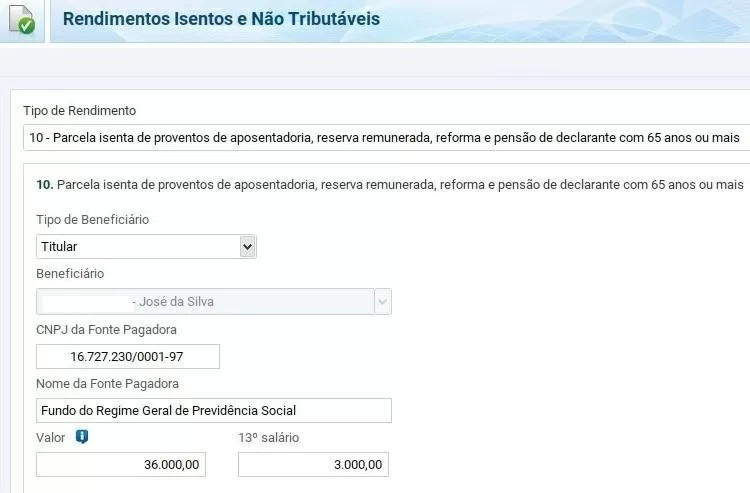 Rendimentos Isentos e Não Tributáveis
Tipo de Rendimento
10 - Parcela isenta de proventos de aposentadoria, reserva remunerada, reforma e pensão de declarante com 65 anos ou mais
10. Parcela isenta de proventos de aposentadoria, reserva remunerada, reforma e pensão de declarante com 65 anos ou mais
Tipo de Beneficiário
Titular
Beneficiário
- José da Silva
CNPJ da Fonte Pagadora
16.727.230/0001-97
Nome da Fonte Pagadora
Fundo do Regime Geral de Previdência Social
Valor 13º salário
36.000,00 3.000,00